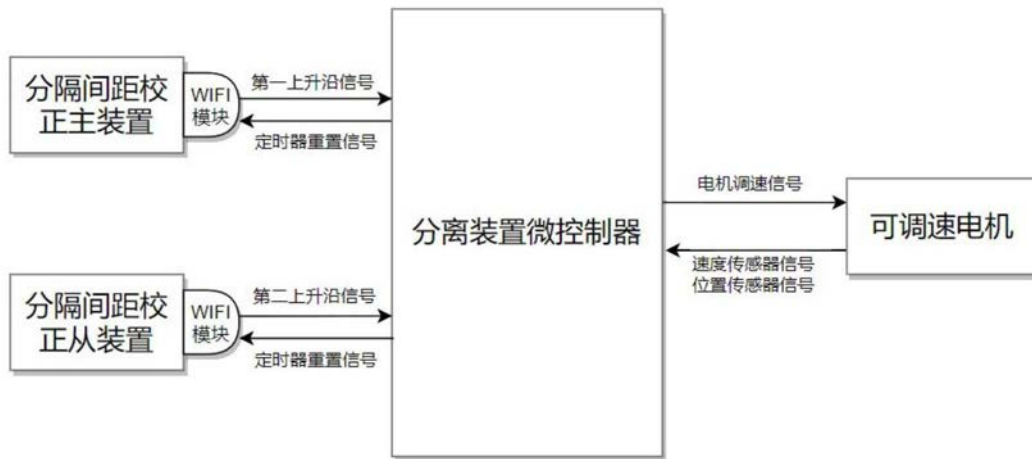 分隔间距校
正主装置
WIFI
模块
第一上升沿信号
定时器重置信号
分离装置微控制器
电机调速信号
可调速电机
速度传感器信号
位置传感器信号
分隔间距校
正从装置
WIFI
模块
第二上升沿信号
定时器重置信号